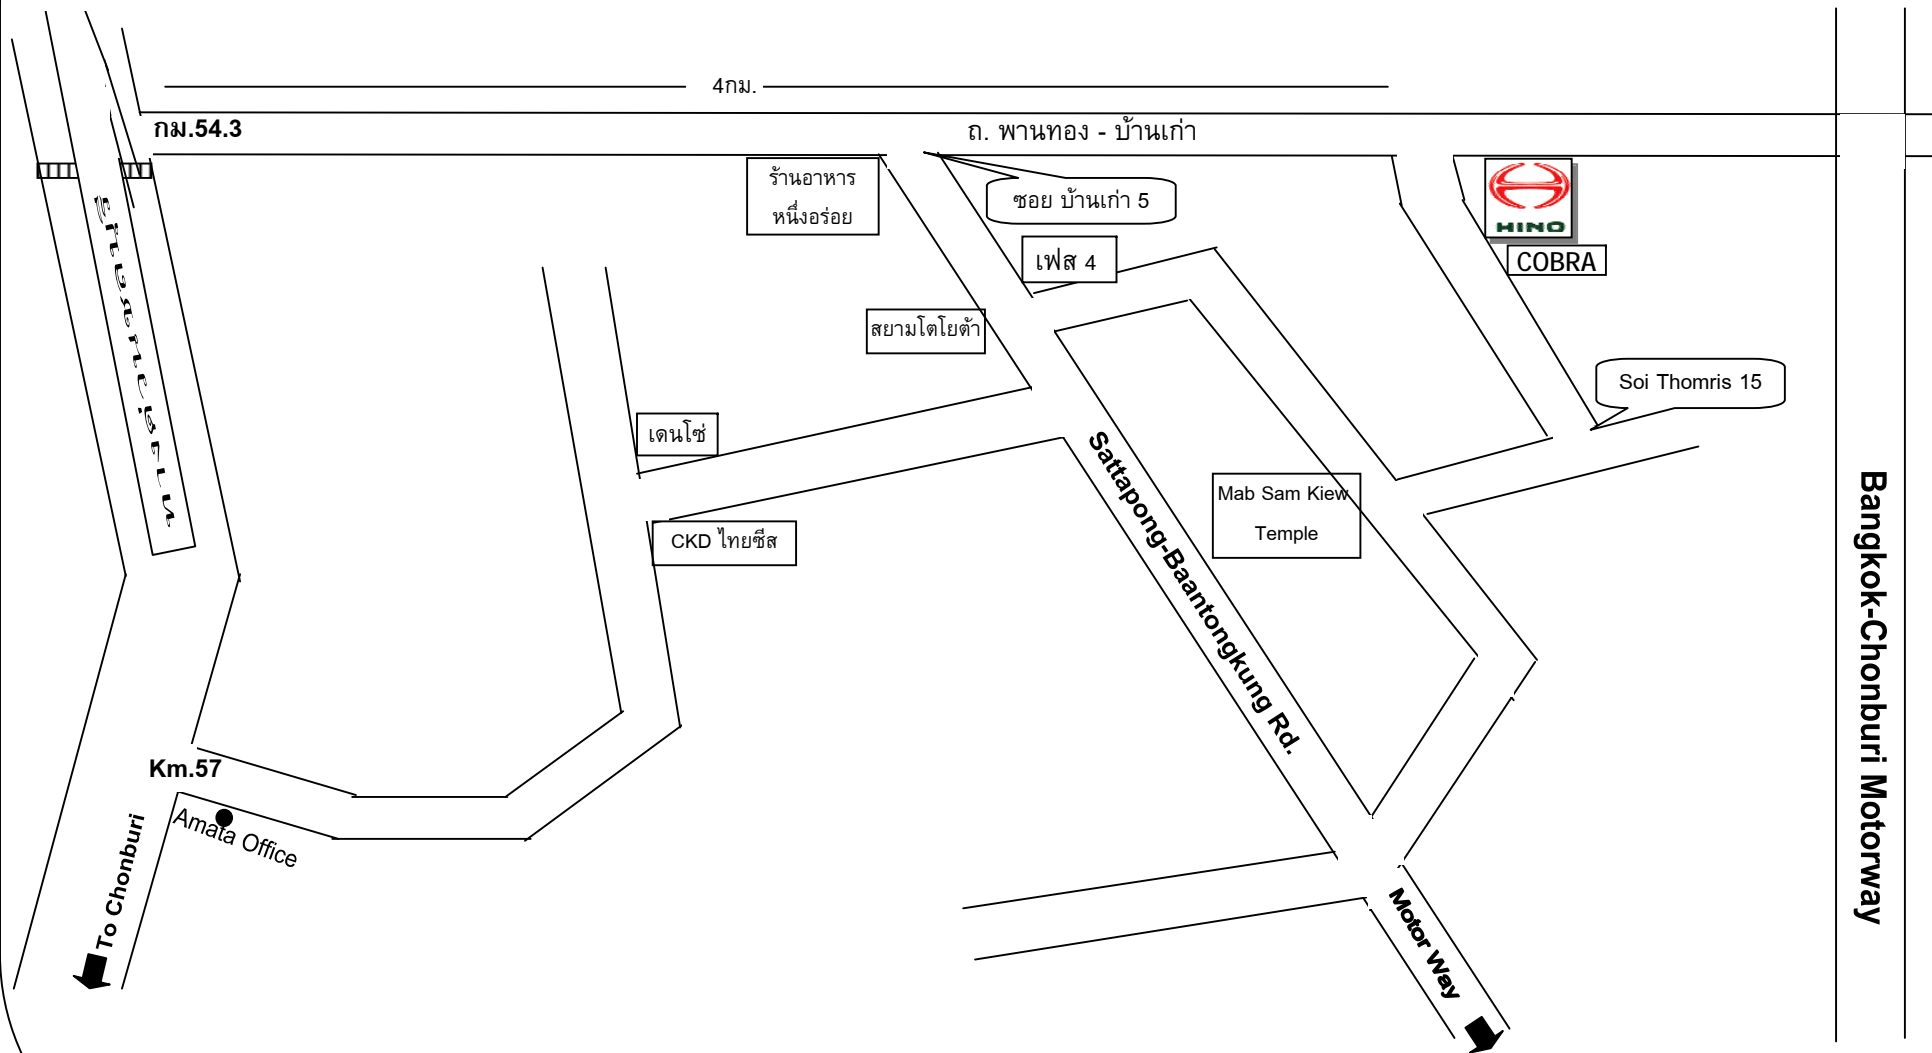 4กม.
กม.54.3
ถ. พานทอง - บ้านเก่า
ร้านอาหาร
หนึ่งอร่อย
ซอย บ้านเก่า 5
HINO
COBRA
เฟส 4
สยามโตโยต้า
Soi Thomris 15
เดนโซ่
CKD ไทยซีส
Sattapong-Baantongkung Rd.
Mab Sam Kiew
Temple
Bangkok-Chonburi Motorway
Km.57
Amata Office
To Chonburi
Motor Way